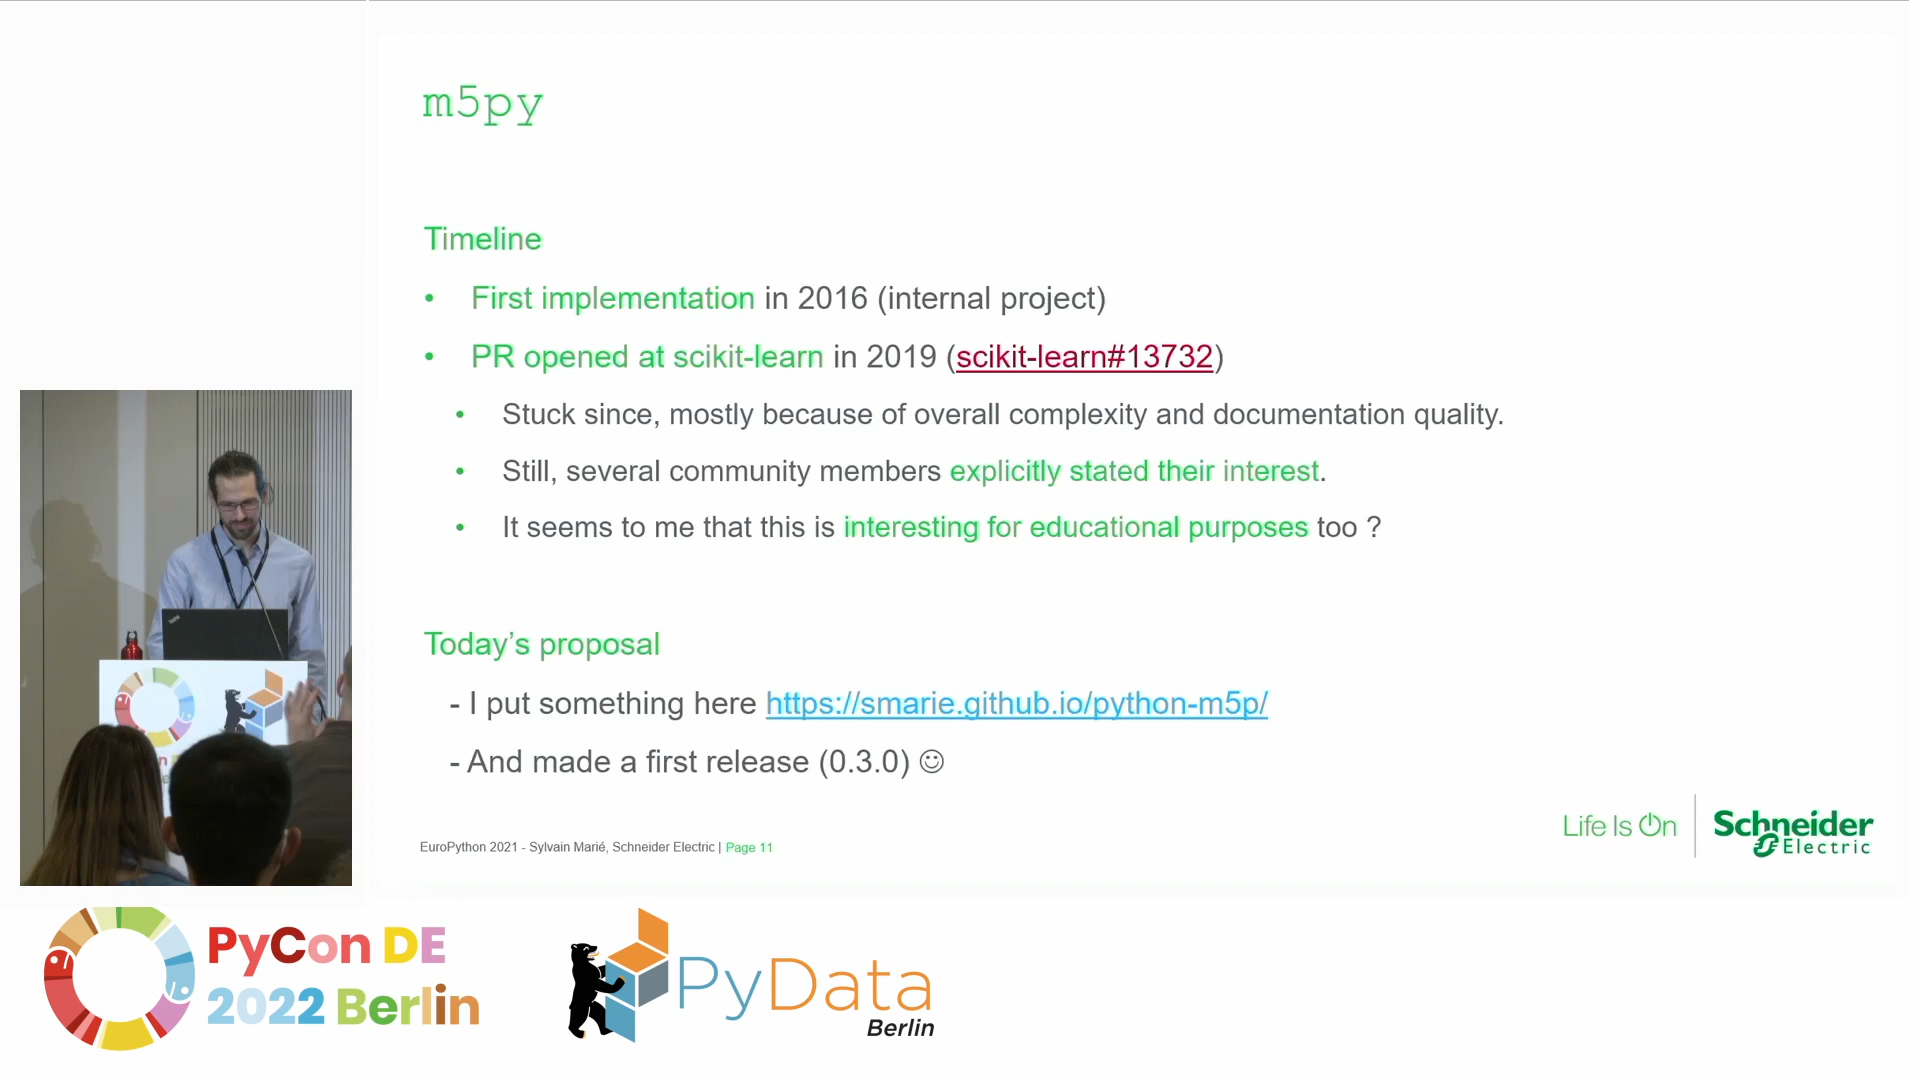 m5py
Timeline
• First implementation in 2016 (internal project)
• PR opened at scikit-learn in 2019 (scikit-learn#13732)
• Stuck since, mostly because of overall complexity and documentation quality.
• Still, several community members explicitly stated their interest.
• It seems to me that this is interesting for educational purposes too ?
Today’s proposal
- I put something here https://smarie.github.io/python-m5p/
- And made a first release (0.3.0) ☺
EuroPython 2021 - Sylvain Marié, Schneider Electric | Page 11
Life Is On
Schneider
Electric
PyCon DE
2022 Berlin
PyData
Berlin